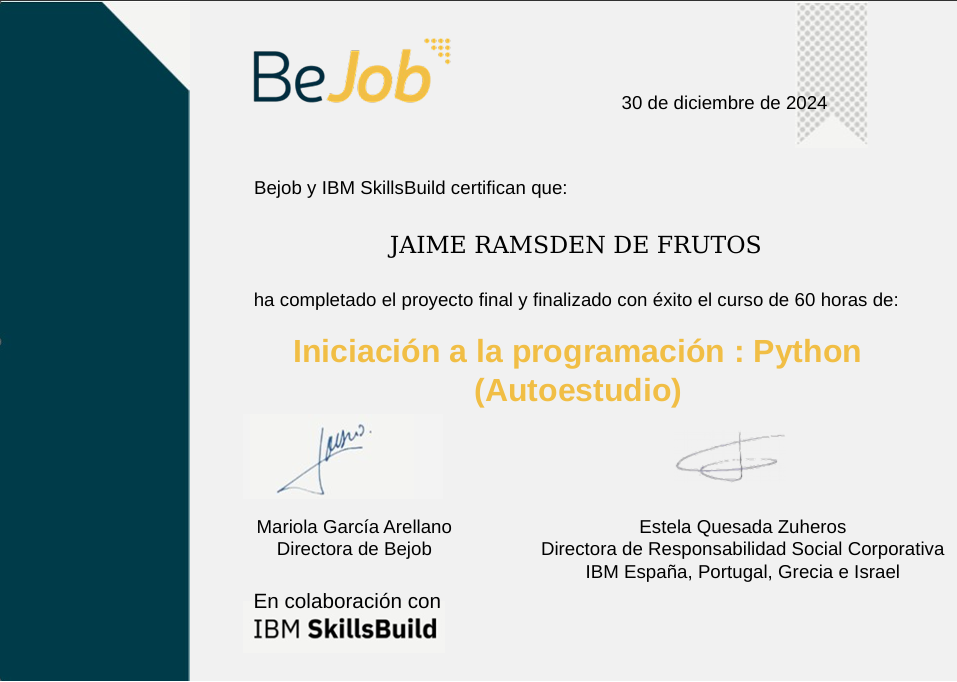 BeJob
30 de diciembre de 2024
Bejob y IBM SkillsBuild certifican que:
JAIME RAMSDEN DE FRUTOS
ha completado el proyecto final y finalizado con éxito el curso de 60 horas de:
Iniciación a la programación : Python
(Autoestudio)
Mariola García Arellano
Directora de Bejob
Estela Quesada Zuheros
Directora de Responsabilidad Social Corporativa
IBM España, Portugal, Grecia e Israel
En colaboración con
IBM SkillsBuild